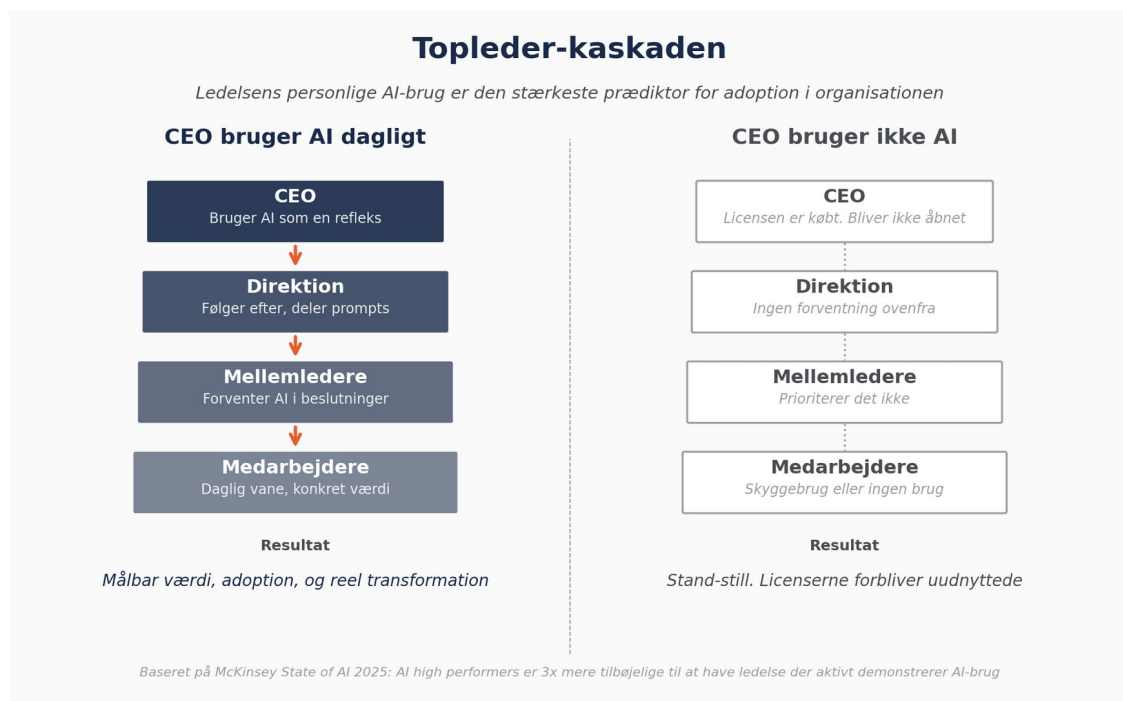 Topleder-kaskaden
Ledelsens personlige AI-brug er den stærkeste prædiktor for adoption i organisationen
CEO bruger AI dagligt
CEO
Bruger AI som en refleks
Direktion
Følger efter, deler prompts
Mellemledere
Forventer AI i beslutninger
Medarbejdere
Daglig vane, konkret værdi
Resultat
Målbar værdi, adoption, og reel transformation
CEO bruger ikke AI
CEO
Licensen er købt. Bliver ikke åbnet
Direktion
Ingen forventning ovenfra
Mellemledere
Prioriterer det ikke
Medarbejdere
Skyggebrug eller ingen brug
Resultat
Stand-still. Licenserne forbliver uudnyttede
Baseret på McKinsey State of AI 2025: AI high performers er 3x mere tilbøjelige til at have ledelse der aktivt demonstrerer AI-brug